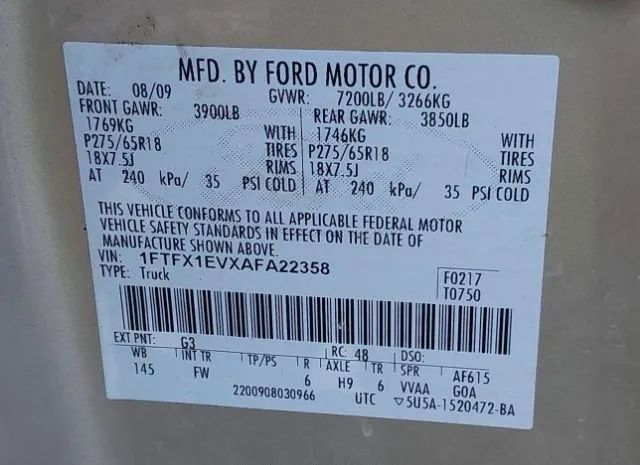 MFD. BY FORD MOTOR CO.
DATE: 08/09 GVWR: 7200LB/ 3266KG
FRONT GAWR: 3900LB REAR GAWR: 3850LB
1769KG WITH 1746KG WITH
P275/65R18 TIRES P275/65R18 TIRES
18X7.5J RIMS 18X7.5J RIMS
AT 240 kPa/ 35 PSI COLD AT 240 kPa/ 35 PSI COLD
THIS VEHICLE CONFORMS TO ALL APPLICABLE FEDERAL MOTOR
VEHICLE SAFETY STANDARDS IN EFFECT ON THE DATE OF
MANUFACTURE SHOWN ABOVE.
VIN: 1FTFX1EVXAFA22358
TYPE: Truck
F0217
T0750
EXT PNT: G3 RC: 48 DSO:
WB INT TR TP/PS R AXLE TR SPR AF615
145 FW 6 H9 6 VVAA GOA
2200908030966 UTC ▽5U5A-1520472-BA